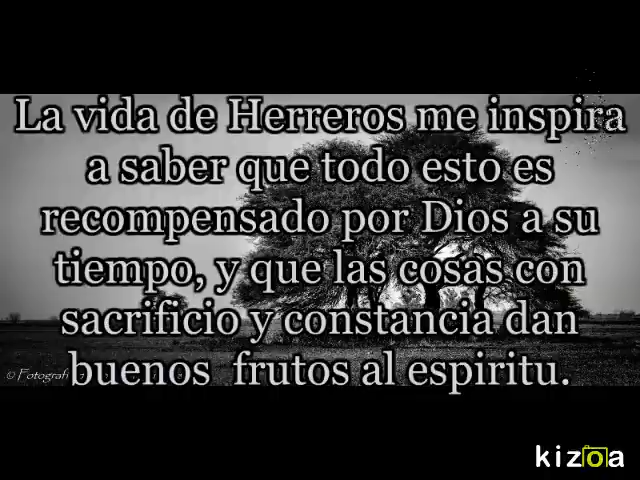 La vida de Herreros me inspira
a saber que todo esto es
recompensado por Dios a su
tiempo, y que las cosas con
sacrificio y constancia dan
buenos frutos al espiritu.
© Fotografi
kizoa